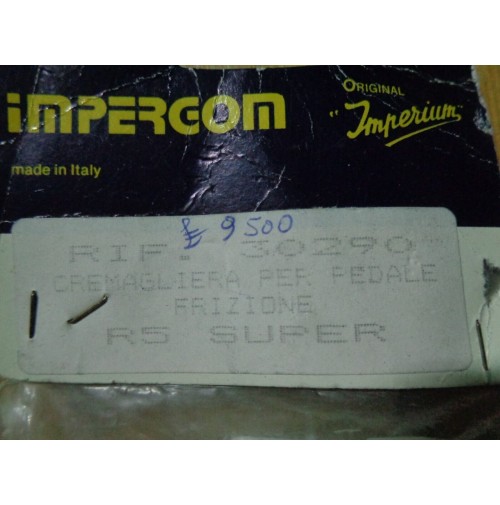 iMPERGOM
ORIGINAL
"Imperium"
made in Italy
£ 9500
RIF. 30290
CREMAGLIERA PER PEDALE
FRIZIONE
R5 SUPER